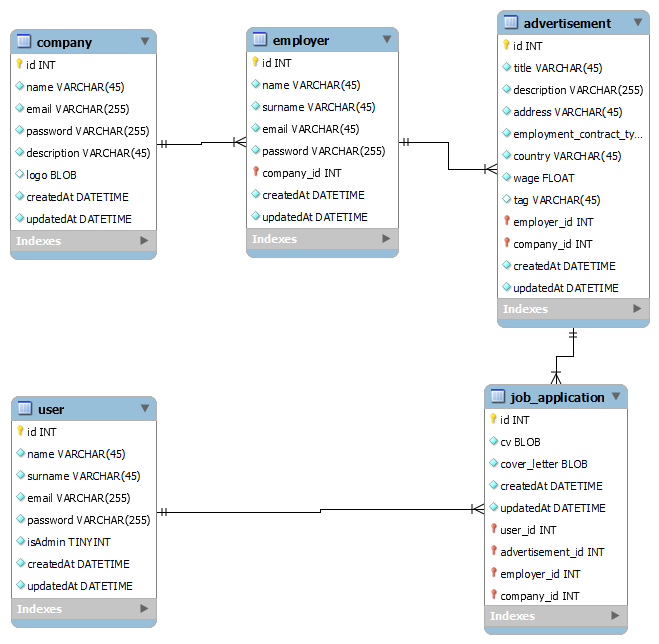 company
id INT
name VARCHAR(45)
email VARCHAR(255)
password VARCHAR(255)
description VARCHAR(45)
logo BLOB
createdAt DATETIME
updatedAt DATETIME
Indexes
employer
id INT
name VARCHAR(45)
surname VARCHAR(45)
email VARCHAR(45)
password VARCHAR(255)
company_id INT
createdAt DATETIME
updatedAt DATETIME
Indexes
advertisement
id INT
title VARCHAR(45)
description VARCHAR(255)
address VARCHAR(45)
employment_contract_ty...
country VARCHAR(45)
wage FLOAT
tag VARCHAR(45)
employer_id INT
company_id INT
createdAt DATETIME
updatedAt DATETIME
Indexes
user
id INT
name VARCHAR(45)
surname VARCHAR(45)
email VARCHAR(255)
password VARCHAR(255)
isAdmin TINYINT
createdAt DATETIME
updatedAt DATETIME
Indexes
job_application
id INT
cv BLOB
cover_letter BLOB
createdAt DATETIME
updatedAt DATETIME
user_id INT
advertisement_id INT
employer_id INT
company_id INT
Indexes